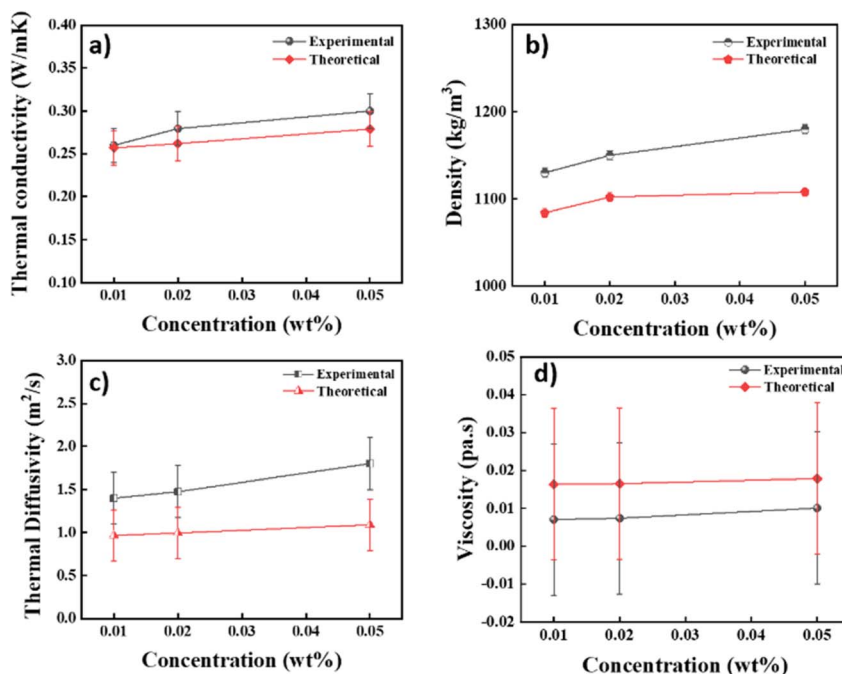 a)
Experimental
Theoretical
0.40
0.35
0.30
0.25
0.20
0.15
0.10
Thermal conductivity (W/mK)
0.01 0.02 0.03 0.04 0.05
Concentration (wt%)
b)
Experimental
Theoretical
1300
1200
1100
1000
Density (kg/m³)
0.01 0.02 0.03 0.04 0.05
Concentration (wt%)
c)
Experimental
Theoretical
3.0
2.5
2.0
1.5
1.0
0.5
0.0
Thermal Diffusivity (m²/s)
0.01 0.02 0.03 0.04 0.05
Concentration (wt%)
d)
Experimental
Theoretical
0.05
0.04
0.03
0.02
0.01
0.00
-0.01
-0.02
Viscosity (pa.s)
0.01 0.02 0.03 0.04 0.05
Concentration (wt%)